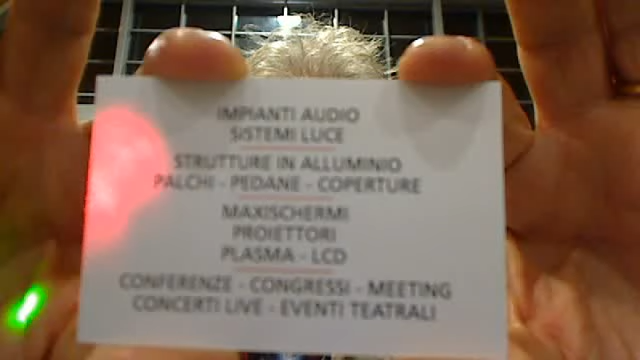 IMPIANTI AUDIO
SISTEMI LUCE
STRUTTURE IN ALLUMINIO
PALCHI - PEDANE - COPERTURE
MAXISCHERMI
PROIETTORI
PLASMA - LCD
CONFERENZE - CONGRESSI - MEETING
CONCERTI LIVE - EVENTI TEATRALI